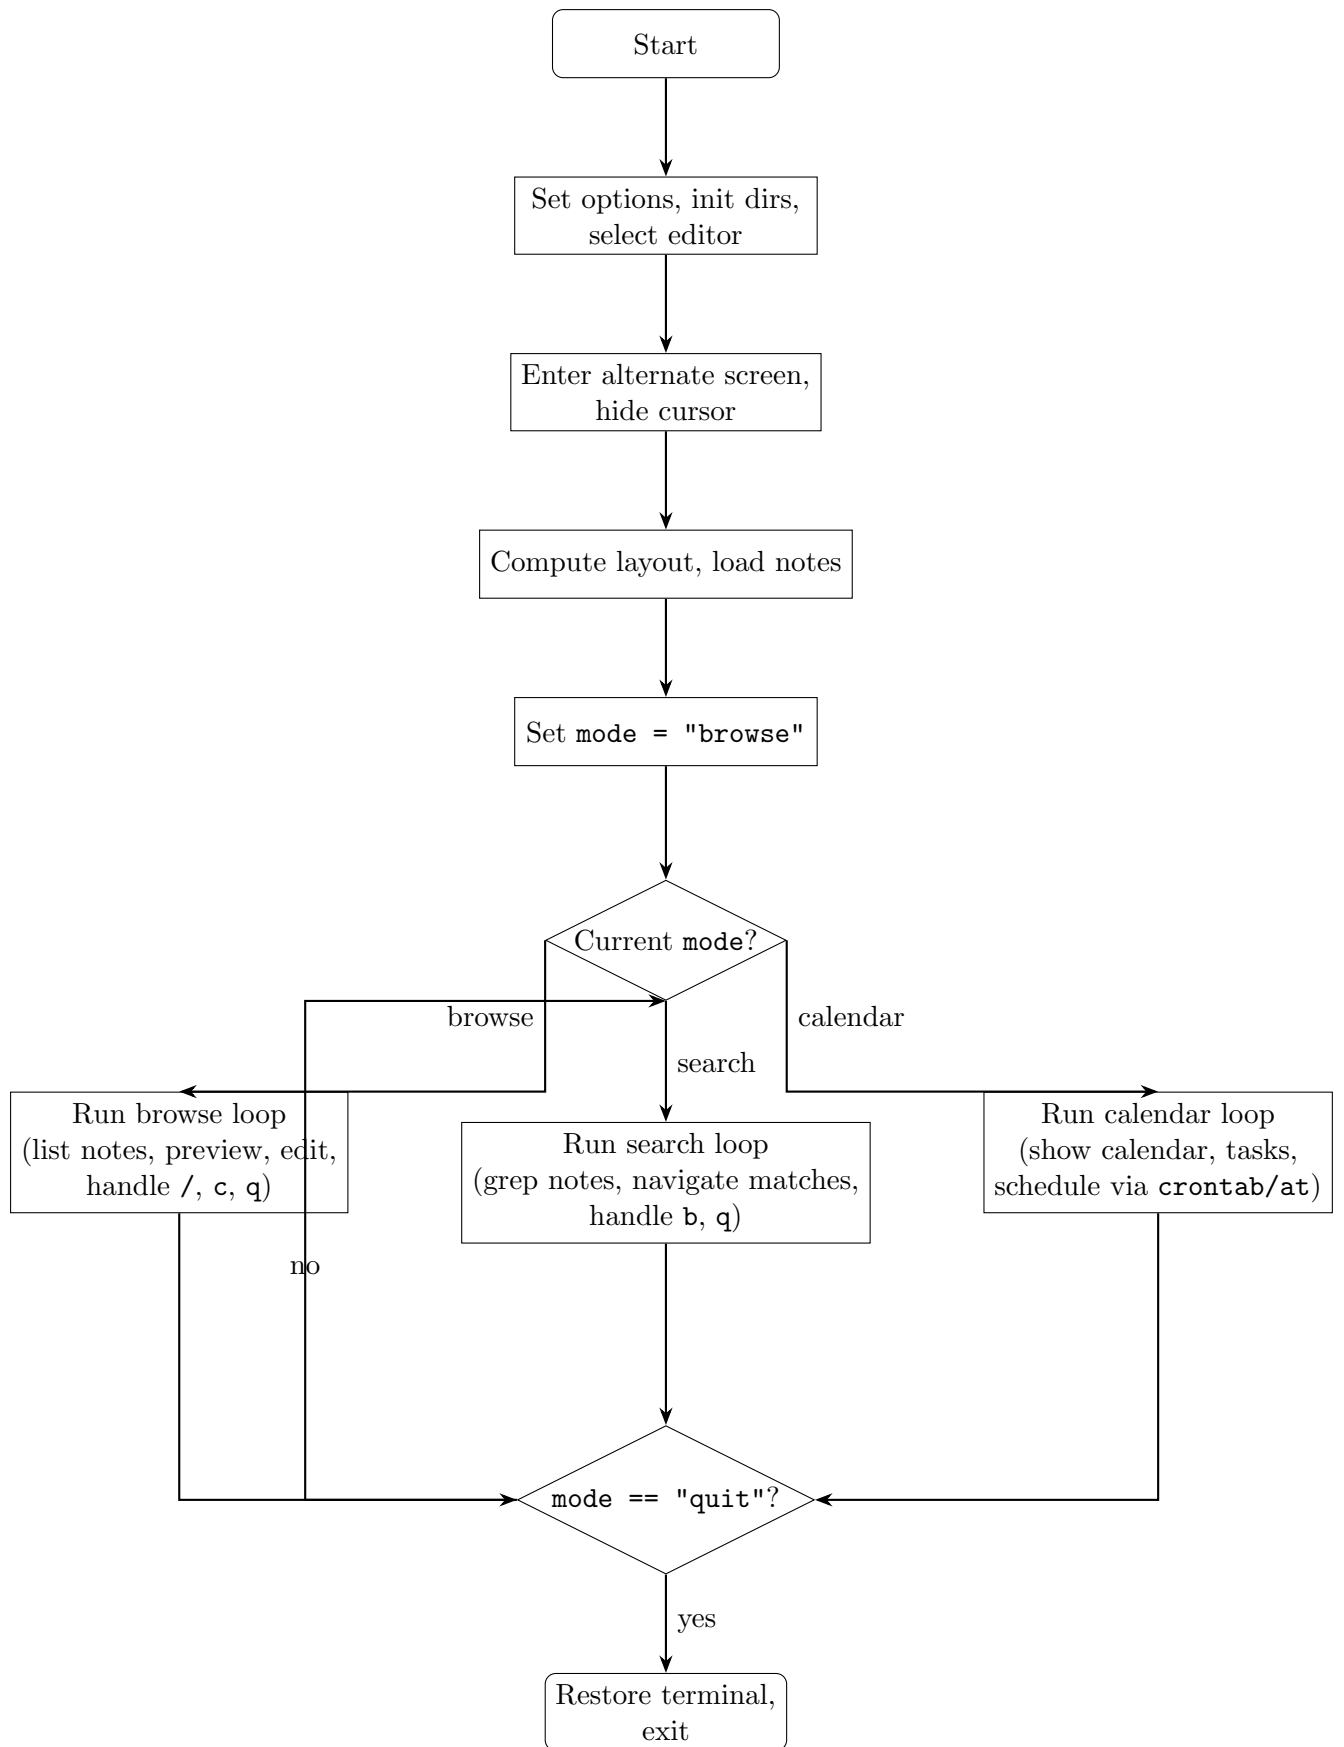 Start
Set options, init dirs,
select editor
Enter alternate screen,
hide cursor
Compute layout, load notes
Set mode = "browse"
Current mode?
browse
calendar
search
Run browse loop
(list notes, preview, edit,
handle /, c, q)
Run search loop
(grep notes, navigate matches,
handle b, q)
Run calendar loop
(show calendar, tasks,
schedule via crontab/at)
no
mode == "quit"?
yes
Restore terminal,
exit